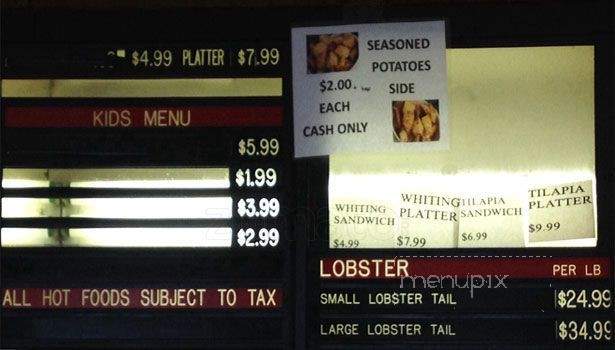 $4.99 PLATTER $7.99
KIDS MENU
$5.99
$1.99
$3.99
$2.99
ALL HOT FOODS SUBJECT TO TAX
SEASONED
POTATOES
$2.00 SIDE
EACH
CASH ONLY
WHITING
SANDWICH
$4.99
WHITING
PLATTER
$7.99
TILAPIA
SANDWICH
$6.99
TILAPIA
PLATTER
$9.99
LOBSTER PER LB
menupix
SMALL LOBSTER TAIL $24.99
LARGE LOBSTER TAIL $34.99